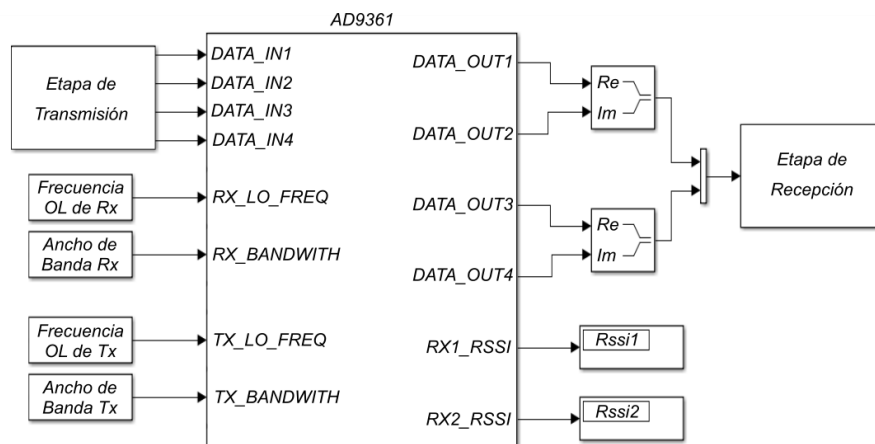 AD9361
Etapa de
Transmisión
DATA_IN1
DATA_IN2
DATA_IN3
DATA_IN4
Frecuencia
OL de Rx
RX_LO_FREQ
Ancho de
Banda Rx
RX_BANDWITH
Frecuencia
OL de Tx
TX_LO_FREQ
Ancho de
Banda Tx
TX_BANDWITH
DATA_OUT1
DATA_OUT2
DATA_OUT3
DATA_OUT4
RX1_RSSI
RX2_RSSI
Re
Im
Re
Im
Rssi1
Rssi2
Etapa de
Recepción